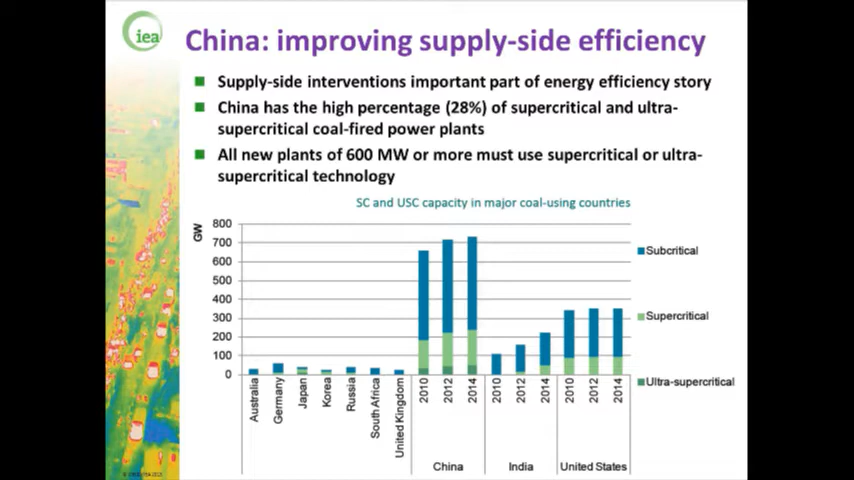 iea
China: improving supply-side efficiency
Supply-side interventions important part of energy efficiency story
China has the high percentage (28%) of supercritical and ultra-
supercritical coal-fired power plants
All new plants of 600 MW or more must use supercritical or ultra-
supercritical technology
SC and USC capacity in major coal-using countries
GW
800
700
600
500
400
300
200
100
0
Subcritical
Supercritical
Ultra-supercritical
Australia
Germany
Japan
Korea
Russia
South Africa
United Kingdom
2010
2012
2014
2010
2012
2014
2010
2012
2014
China
India
United States